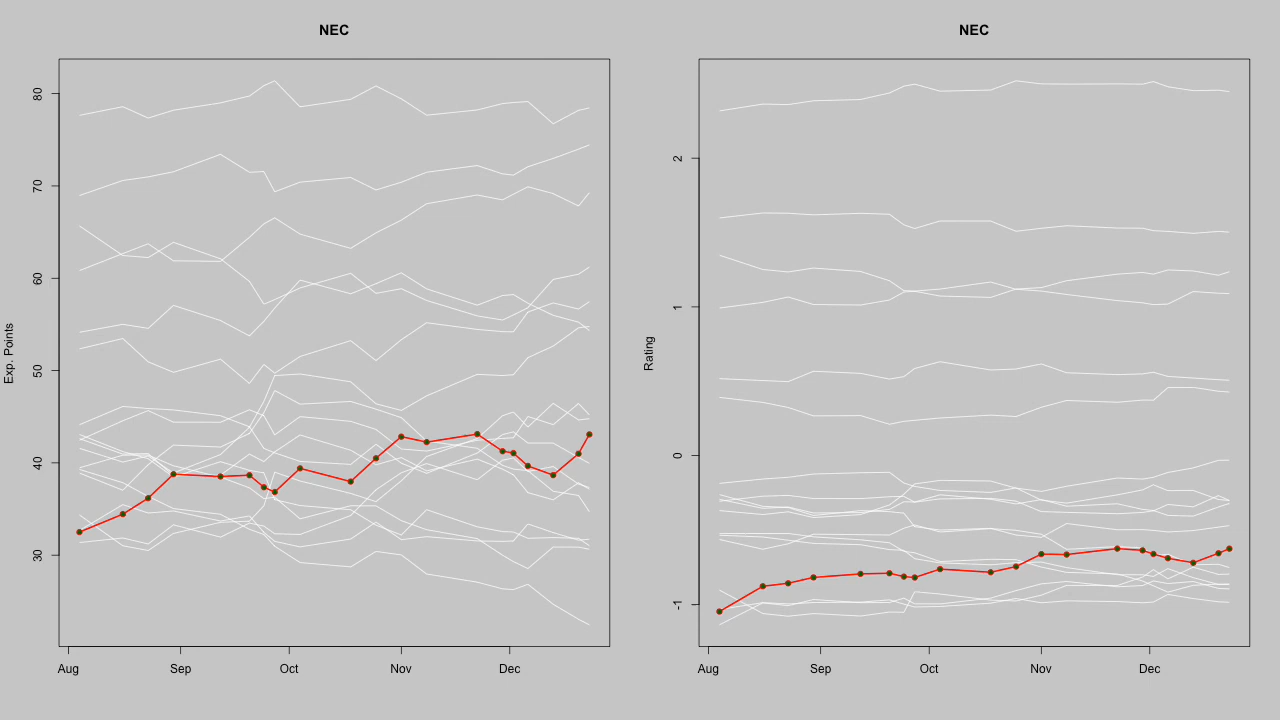 NEC
Exp. Points
80
70
60
50
40
30
Aug
Sep
Oct
Nov
Dec
NEC
Rating
2
1
0
-1
Aug
Sep
Oct
Nov
Dec